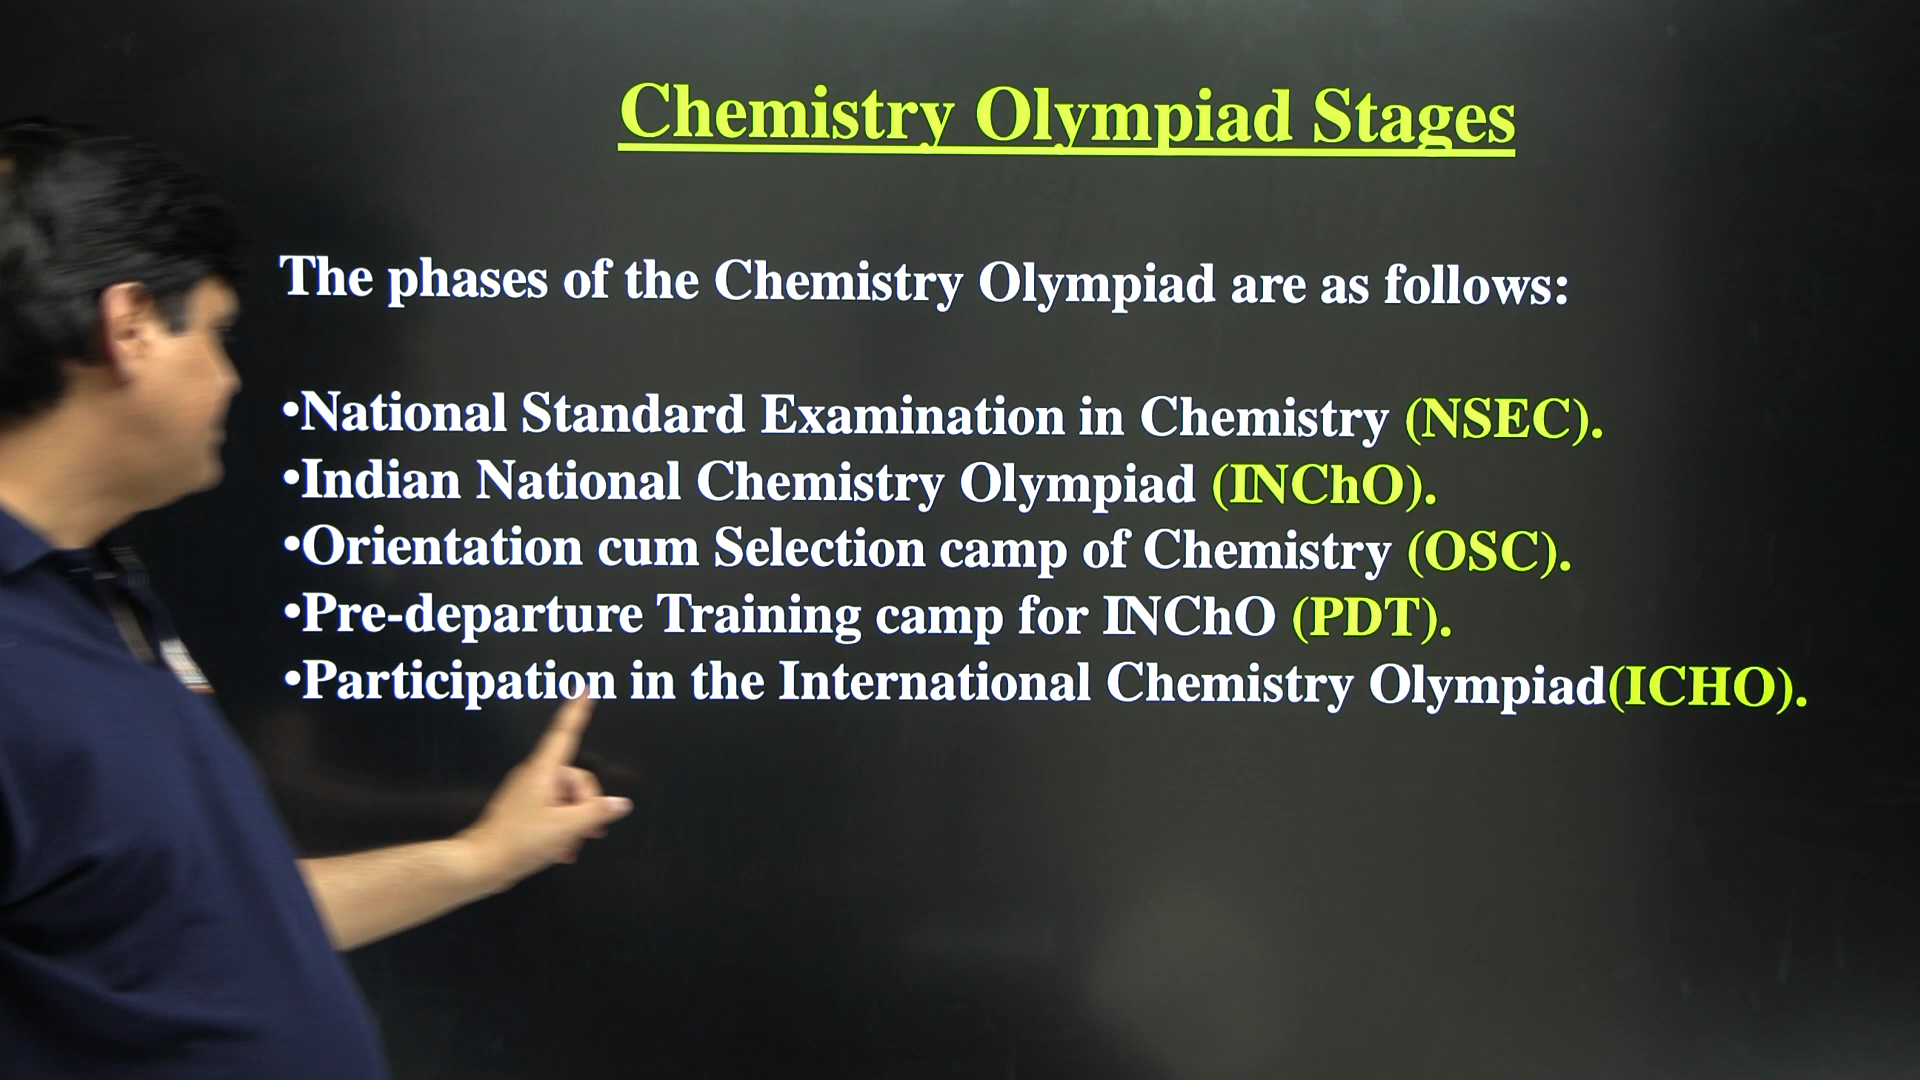 Chemistry Olympiad Stages
The phases of the Chemistry Olympiad are as follows:
•National Standard Examination in Chemistry (NSEC).
•Indian National Chemistry Olympiad (INChO).
•Orientation cum Selection camp of Chemistry (OSC).
•Pre-departure Training camp for INChO (PDT).
•Participation in the International Chemistry Olympiad(ICHO).